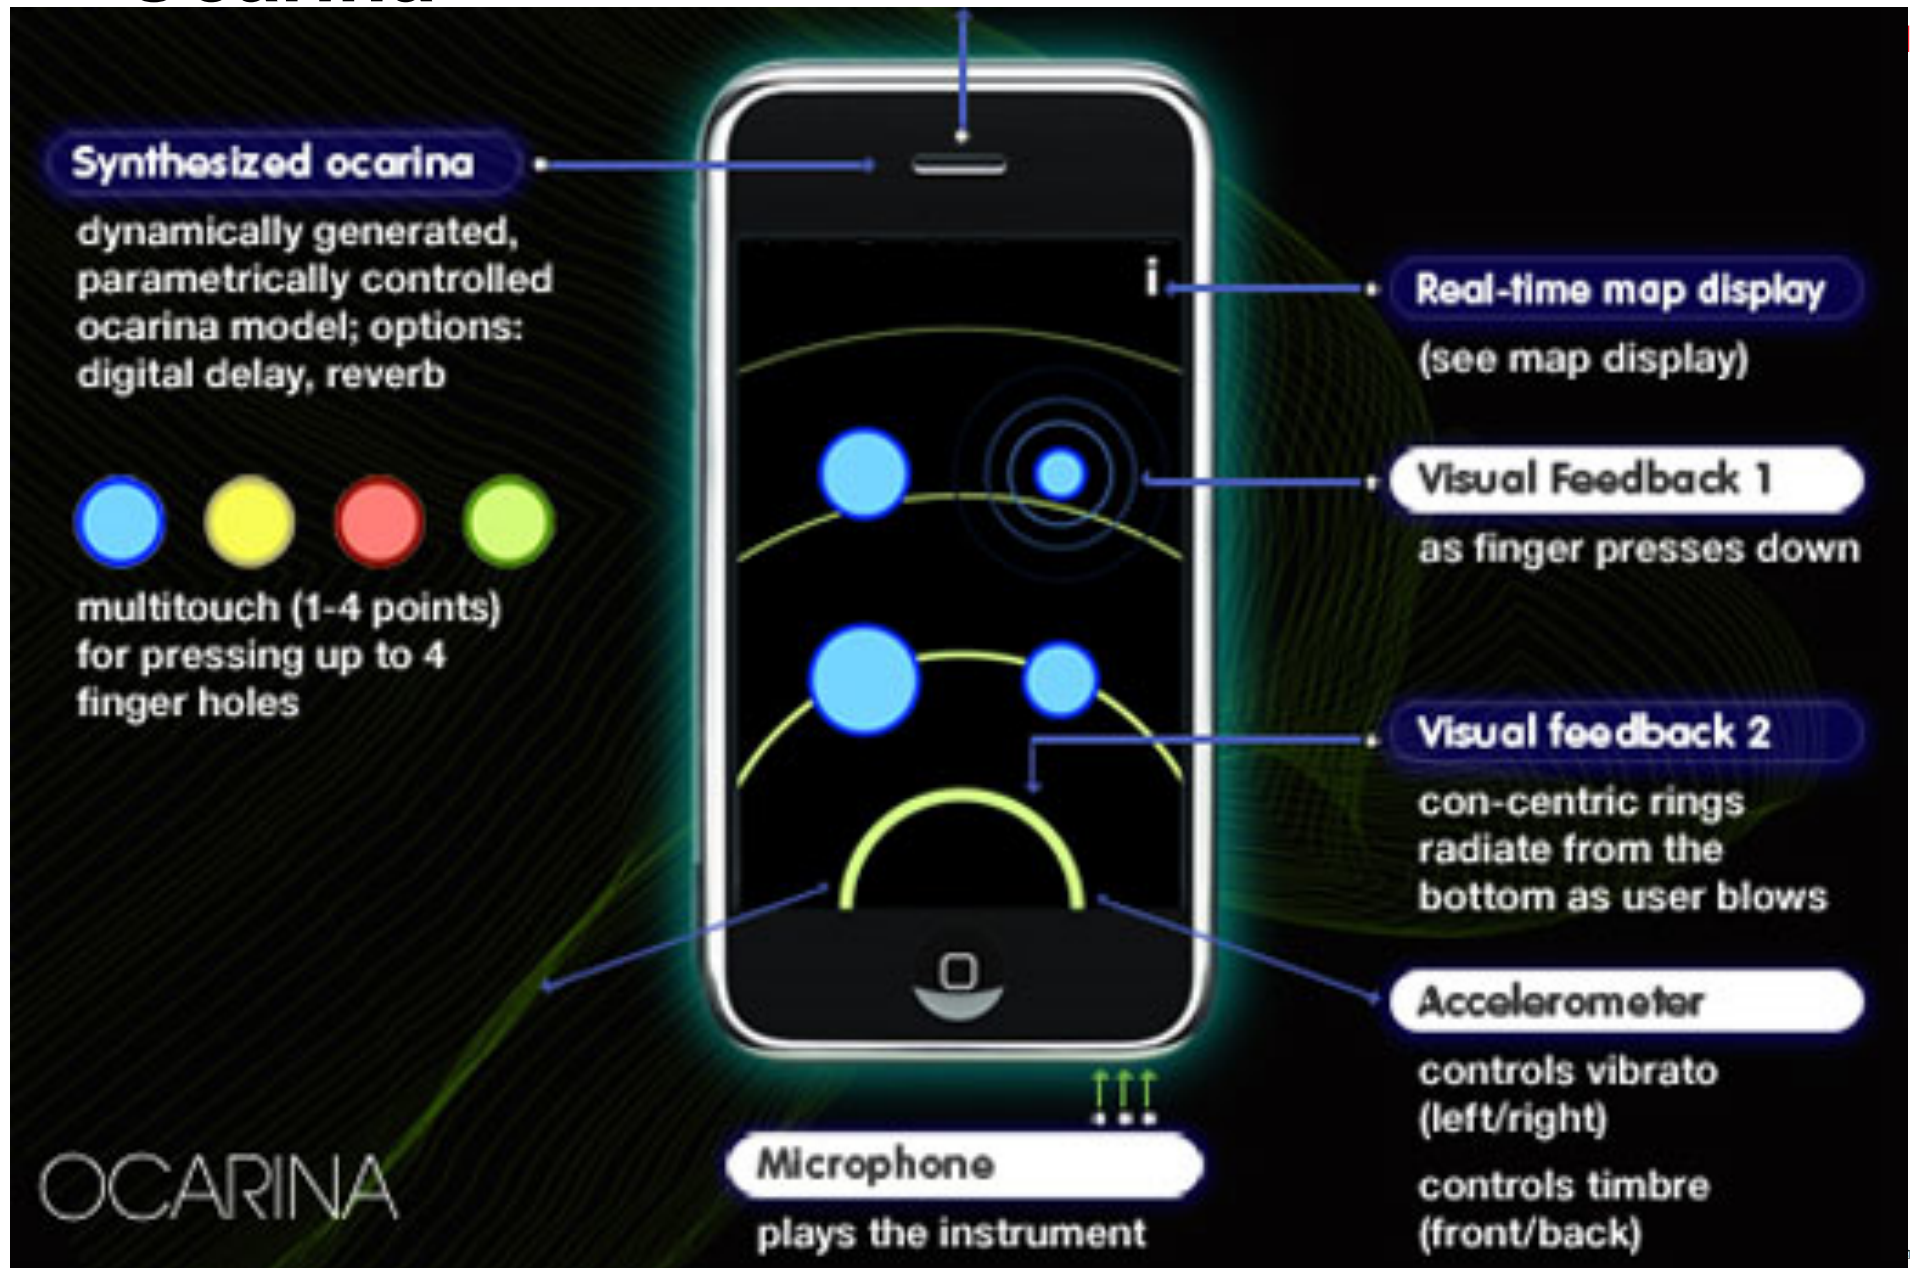 Ocarina
Synthesized ocarina
dynamically generated,
parametrically controlled
ocarina model; options:
digital delay, reverb
multitouch (1-4 points)
for pressing up to 4
finger holes
i
Real-time map display
(see map display)
Visual Feedback 1
as finger presses down
Visual feedback 2
con-centric rings
radiate from the
bottom as user blows
Accelerometer
controls vibrato
(left/right)
controls timbre
(front/back)
Microphone
plays the instrument
OCARINA